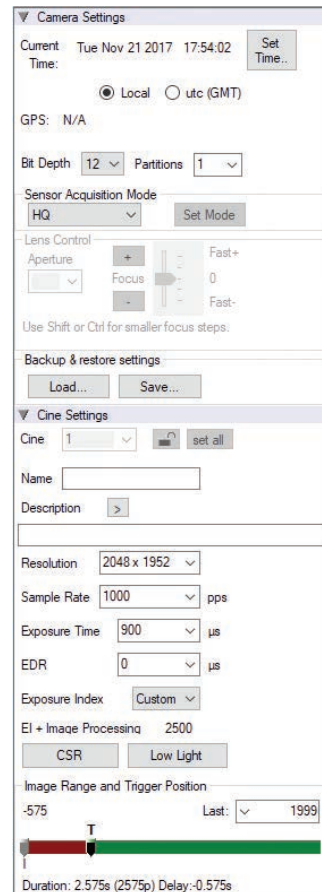 Camera Settings
Current Time: Tue Nov 21 2017 17:54:02 Set Time..
Local utc (GMT)
GPS: N/A
Bit Depth 12 Partitions 1
Sensor Acquisition Mode
HQ Set Mode
Lens Control
Aperture + Fast+
Focus 0
- Fast-
Use Shift or Ctrl for smaller focus steps.
Backup & restore settings
Load... Save...
Cine Settings
Cine 1 set all
Name
Description >
Resolution 2048 x 1952
Sample Rate 1000 pps
Exposure Time 900 µs
EDR 0 µs
Exposure Index Custom
EI + Image Processing 2500
CSR Low Light
Image Range and Trigger Position
-575 Last: 1999
T
I
Duration: 2.575s (2575p) Delay:-0.575s